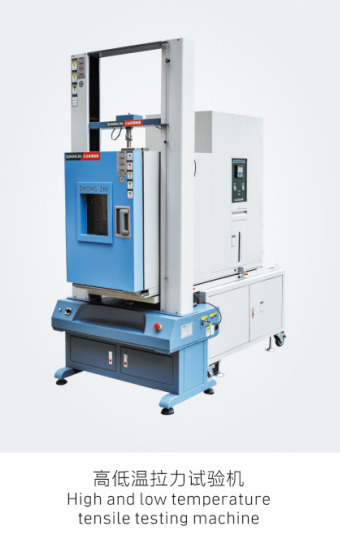 ZHONG ZHI
高低温拉力试验机
High and low temperature
tensile testing machine